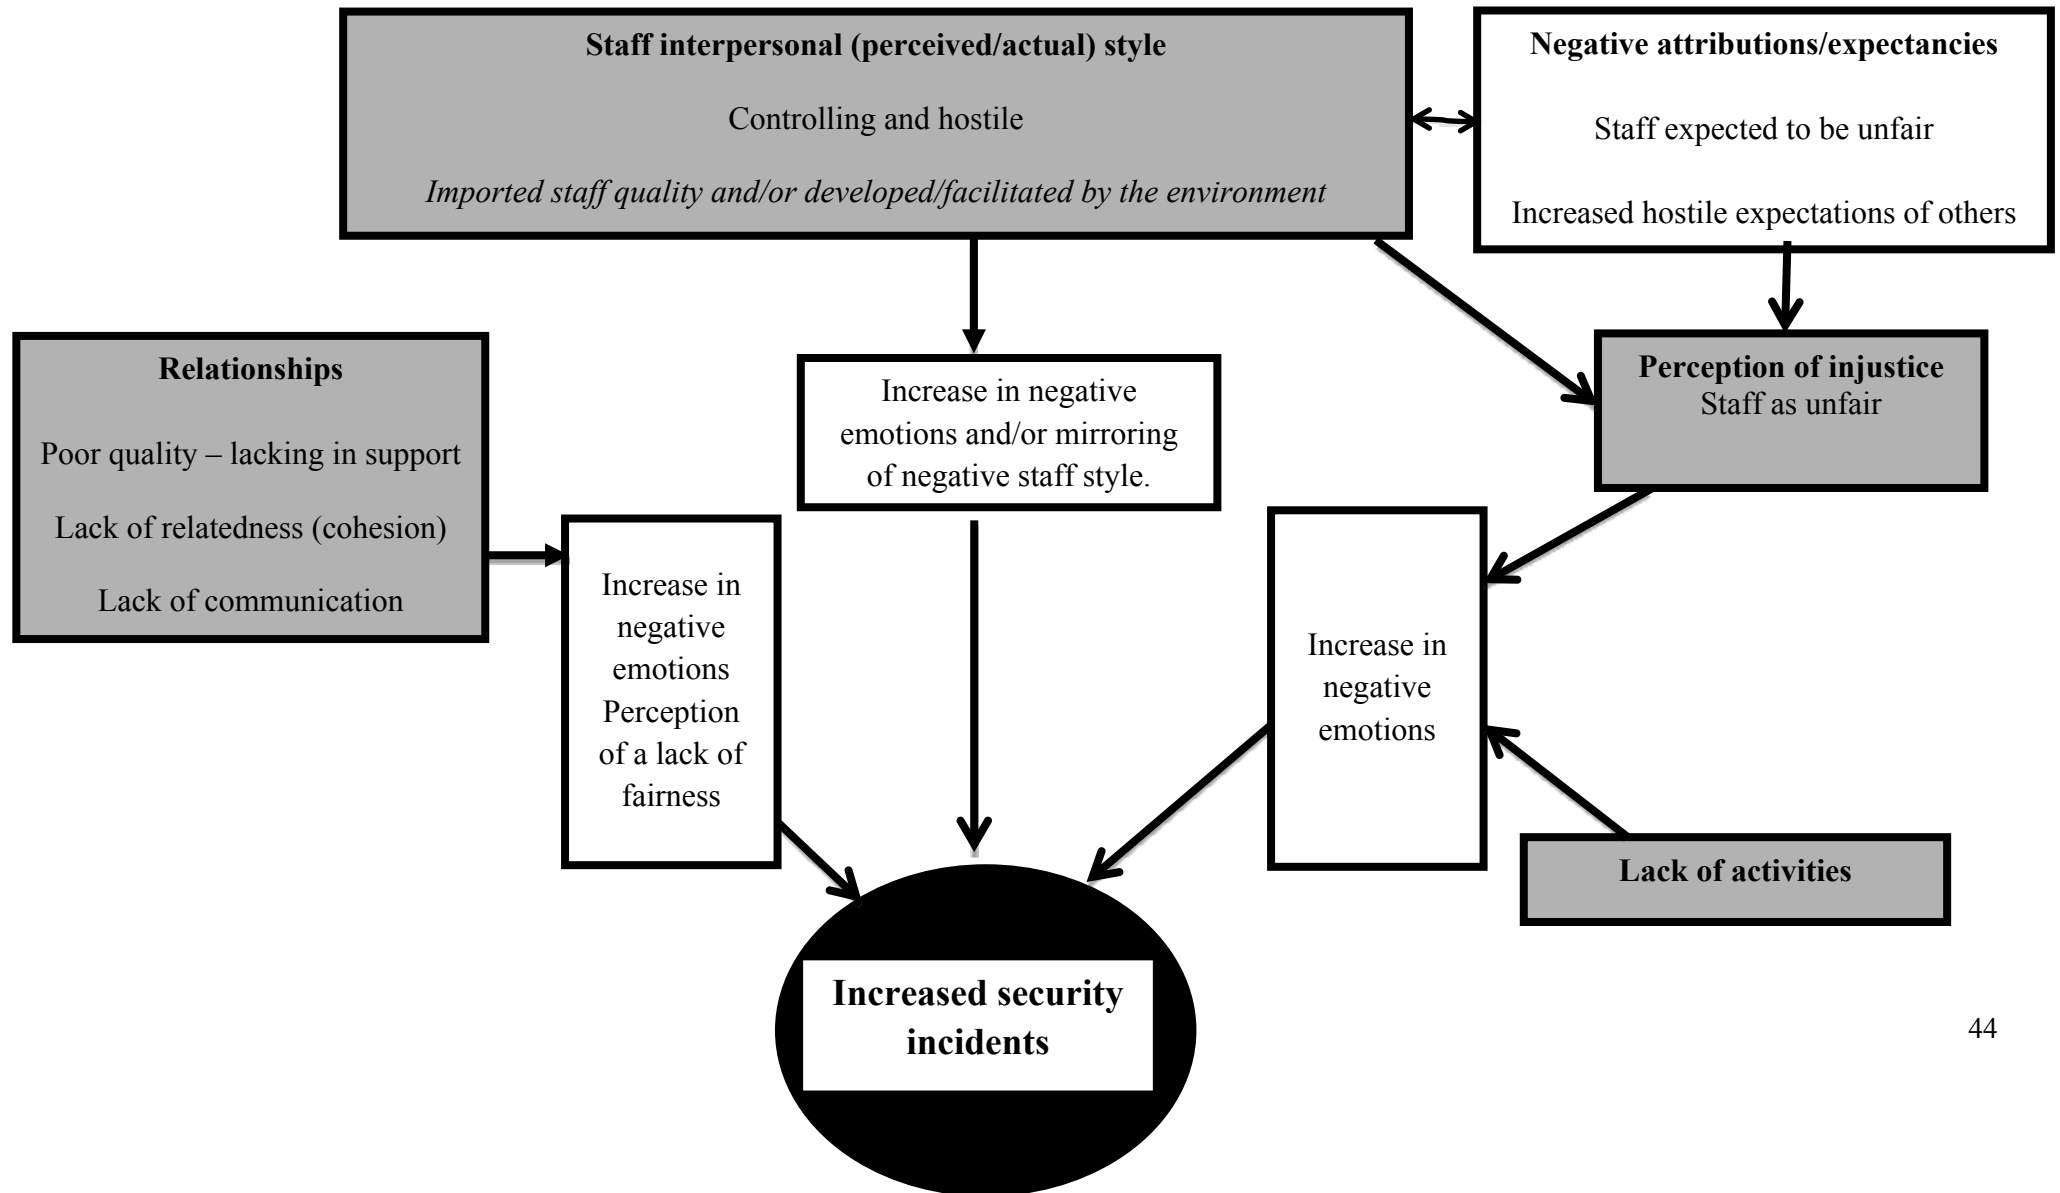 Staff interpersonal (perceived/actual) style
Controlling and hostile
Imported staff quality and/or developed/facilitated by the environment
Negative attributions/expectancies
Staff expected to be unfair
Increased hostile expectations of others
Relationships
Poor quality – lacking in support
Lack of relatedness (cohesion)
Lack of communication
Increase in negative
emotions and/or mirroring
of negative staff style.
Perception of injustice
Staff as unfair
Increase in
negative
emotions
Perception
of a lack of
fairness
Increase in
negative
emotions
Lack of activities
Increased security
incidents
44